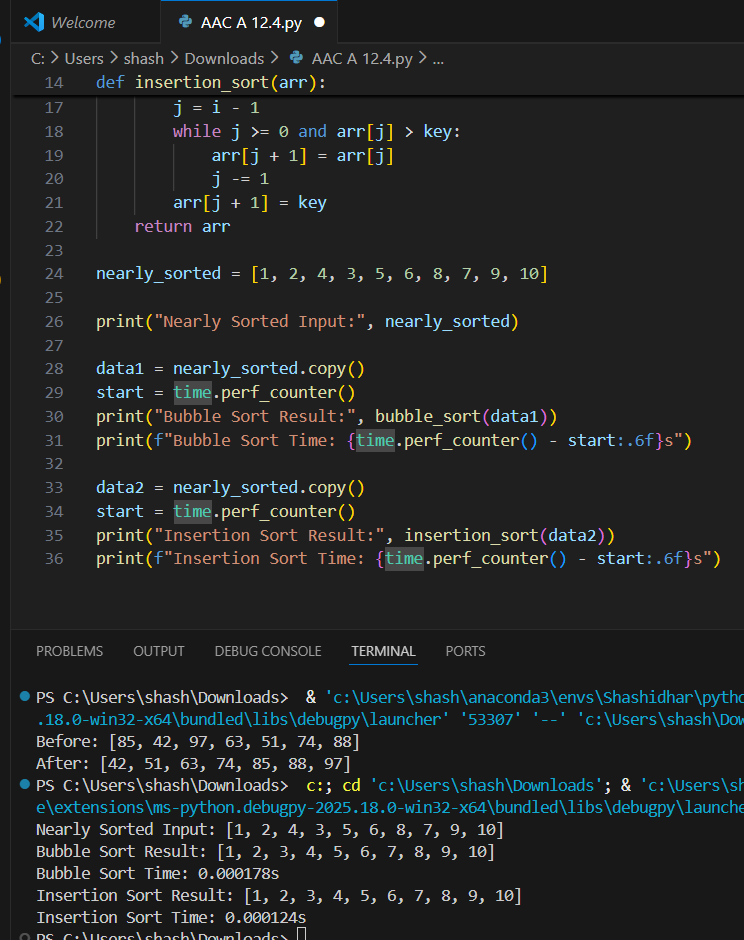 Welcome
AAC A 12.4.py
C: > Users > shash > Downloads > AAC A 12.4.py > ...
14 def insertion_sort(arr):
17 j = i - 1
18 while j >= 0 and arr[j] > key:
19 arr[j + 1] = arr[j]
20 j -= 1
21 arr[j + 1] = key
22 return arr
23
24 nearly_sorted = [1, 2, 4, 3, 5, 6, 8, 7, 9, 10]
25
26 print("Nearly Sorted Input:", nearly_sorted)
27
28 data1 = nearly_sorted.copy()
29 start = time.perf_counter()
30 print("Bubble Sort Result:", bubble_sort(data1))
31 print(f"Bubble Sort Time: {time.perf_counter() - start:.6f}s")
32
33 data2 = nearly_sorted.copy()
34 start = time.perf_counter()
35 print("Insertion Sort Result:", insertion_sort(data2))
36 print(f"Insertion Sort Time: {time.perf_counter() - start:.6f}s")
PROBLEMS OUTPUT DEBUG CONSOLE TERMINAL PORTS
PS C:\Users\shash\Downloads> & 'c:\Users\shash\anaconda3\envs\Shashidhar\pytho
.18.0-win32-x64\bundled\libs\debugpy\launcher' '53307' '--' 'c:\Users\shash\Dow
Before: [85, 42, 97, 63, 51, 74, 88]
After: [42, 51, 63, 74, 85, 88, 97]
PS C:\Users\shash\Downloads> c:; cd 'c:\Users\shash\Downloads'; & 'c:\Users\sh
e\extensions\ms-python.debugpy-2025.18.0-win32-x64\bundled\libs\debugpy\launche
Nearly Sorted Input: [1, 2, 4, 3, 5, 6, 8, 7, 9, 10]
Bubble Sort Result: [1, 2, 3, 4, 5, 6, 7, 8, 9, 10]
Bubble Sort Time: 0.000178s
Insertion Sort Result: [1, 2, 3, 4, 5, 6, 7, 8, 9, 10]
Insertion Sort Time: 0.000124s
PS C:\Users\shash\Downloads>